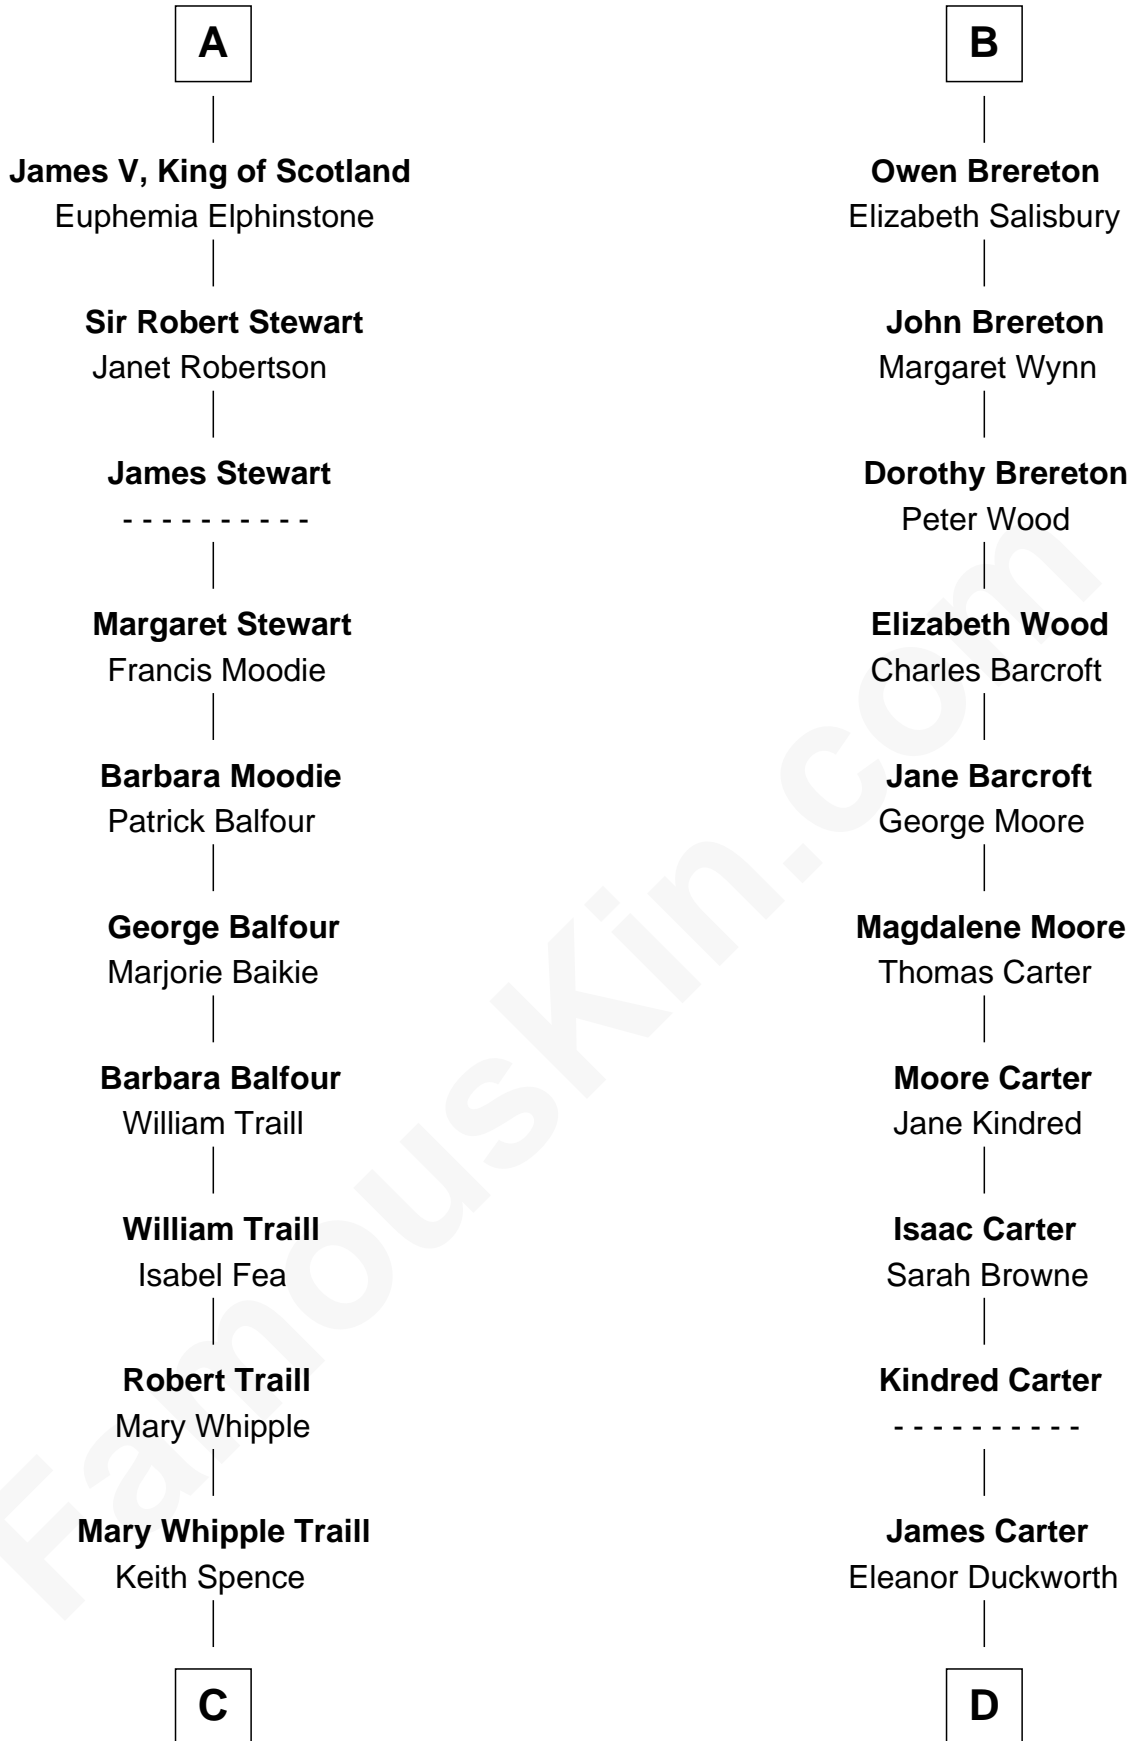 A
James V, King of Scotland
Euphemia Elphinstone
Sir Robert Stewart
Janet Robertson
James Stewart
- - - - - - - - - -
Margaret Stewart
Francis Moodie
Barbara Moodie
Patrick Balfour
George Balfour
Marjorie Baikie
Barbara Balfour
William Traill
William Traill
Isabel Fea
Robert Traill
Mary Whipple
Mary Whipple Traill
Keith Spence
C
B
Owen Brereton
Elizabeth Salisbury
John Brereton
Margaret Wynn
Dorothy Brereton
Peter Wood
Elizabeth Wood
Charles Barcroft
Jane Barcroft
George Moore
Magdalene Moore
Thomas Carter
Moore Carter
Jane Kindred
Isaac Carter
Sarah Browne
Kindred Carter
- - - - - - - - - -
James Carter
Eleanor Duckworth
D
FamousKin.com